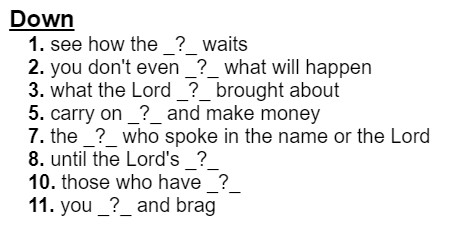 Down
1. see how the _?_ waits
2. you don't even _?_ what will happen
3. what the Lord _?_ brought about
5. carry on _?_ and make money
7. the _?_ who spoke in the name or the Lord
8. until the Lord's _?_
10. those who have _?_
11. you _?_ and brag